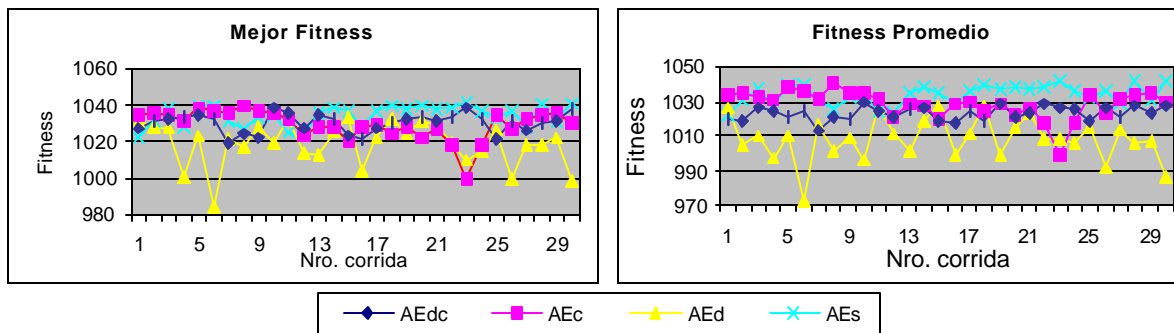 Mejor Fitness
1060
1040
1020
1000
980
Fitness
1 5 9 13 17 21 25 29
Nro. corrida
Fitness Promedio
1050
1030
1010
990
970
Fitness
1 5 9 13 17 21 25 29
Nro. corrida
AEdc AEc AEd AEs